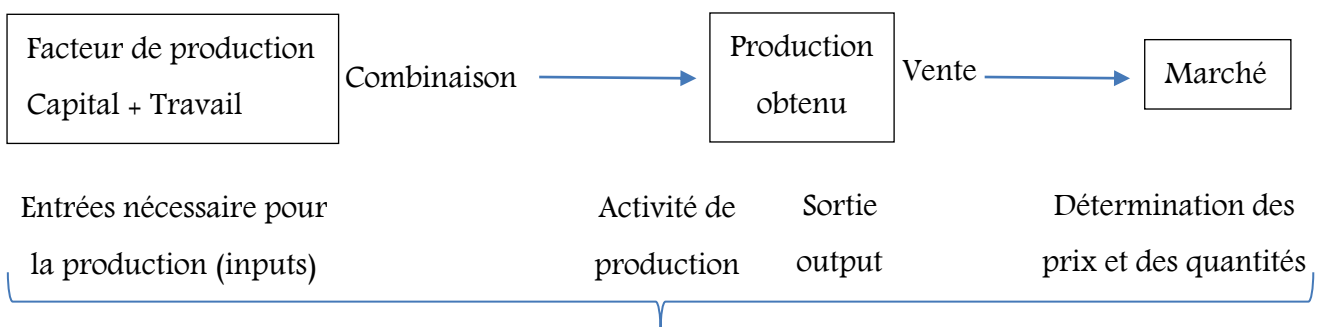 Facteur de production
Capital + Travail
Combinaison
Production
obtenu
Vente
Marché
Entrées nécessaire pour
la production (inputs)
Activité de
production
Sortie
output
Détermination des
prix et des quantités